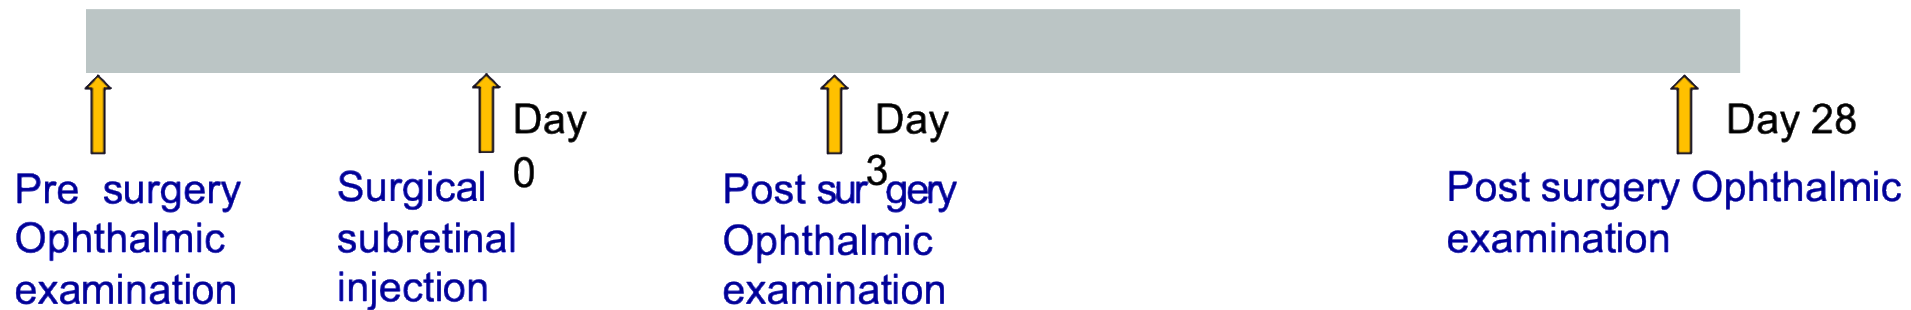 Day
0
Day
3
Day 28
Pre surgery
Ophthalmic
examination
Surgical
subretinal
injection
Post surgery
Ophthalmic
examination
Post surgery Ophthalmic
examination